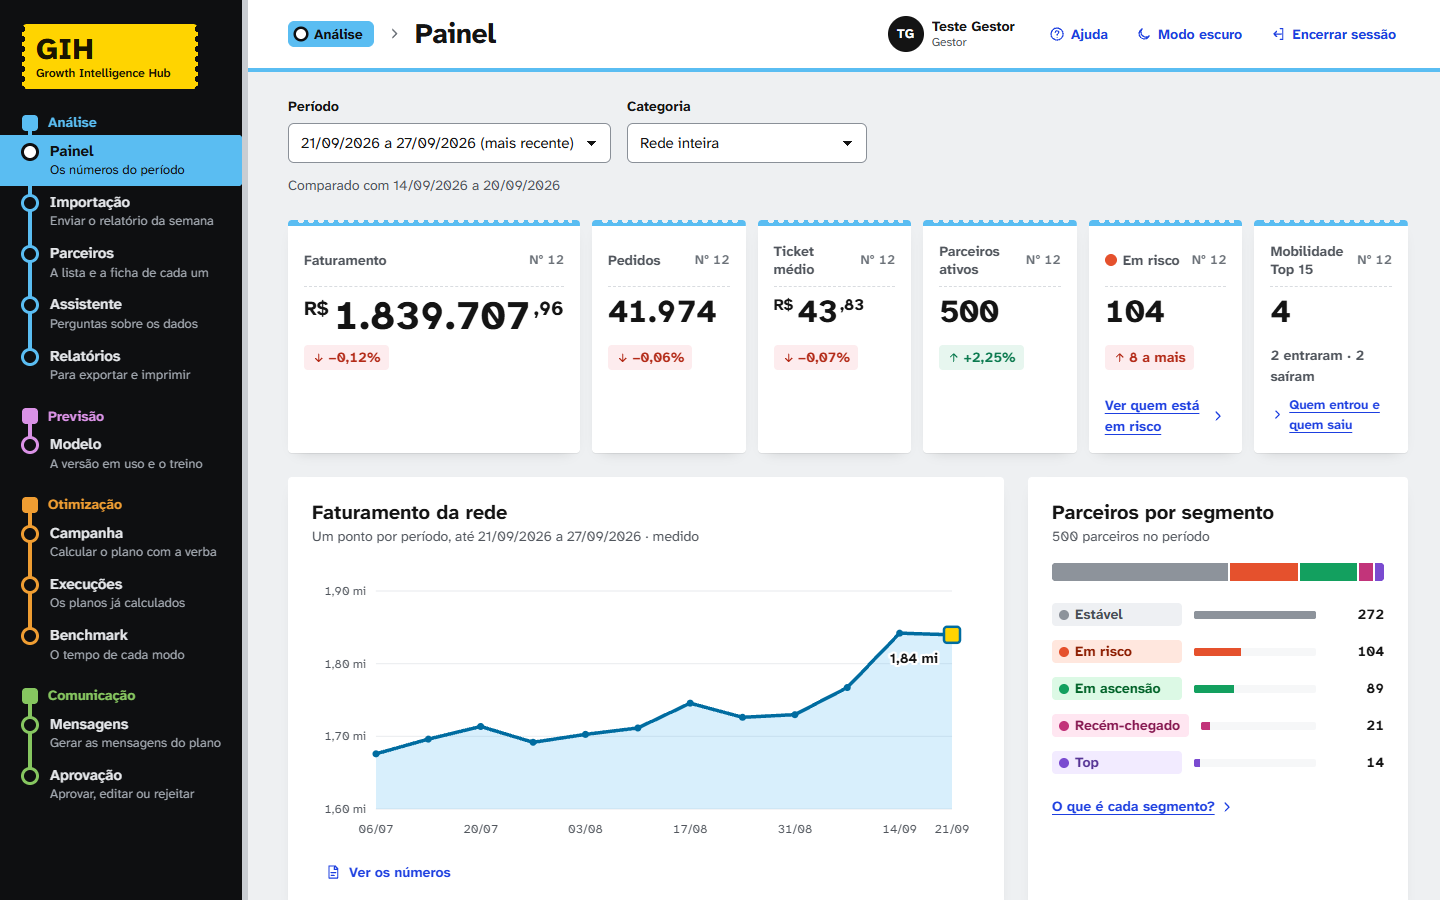 GIH
Growth Intelligence Hub
Análise
Painel
Os números do período
Importação
Enviar o relatório da semana
Parceiros
A lista e a ficha de cada um
Assistente
Perguntas sobre os dados
Relatórios
Para exportar e imprimir
Previsão
Modelo
A versão em uso e o treino
Otimização
Campanha
Calcular o plano com a verba
Execuções
Os planos já calculados
Benchmark
O tempo de cada modo
Comunicação
Mensagens
Gerar as mensagens do plano
Aprovação
Aprovar, editar ou rejeitar
Análise
Painel
TG
Teste Gestor
Gestor
Ajuda
Modo escuro
Encerrar sessão
Período
21/09/2026 a 27/09/2026 (mais recente)
Categoria
Rede inteira
Comparado com 14/09/2026 a 20/09/2026
Faturamento
N° 12
R$ 1.839.707,96
−0,12%
Pedidos
N° 12
41.974
−0,06%
Ticket
médio
N° 12
R$ 43,83
−0,07%
Parceiros
ativos
N° 12
500
+2,25%
Em risco
N° 12
104
8 a mais
Ver quem está
em risco
Mobilidade
Top 15
N° 12
4
2 entraram · 2
saíram
Quem entrou e
quem saiu
Faturamento da rede
Um ponto por período, até 21/09/2026 a 27/09/2026 · medido
1,90 mi
1,80 mi
1,70 mi
1,60 mi
1,84 mi
06/07
20/07
03/08
17/08
31/08
14/09
21/09
Ver os números
Parceiros por segmento
500 parceiros no período
Estável
272
Em risco
104
Em ascensão
89
Recém-chegado
21
Top
14
O que é cada segmento?